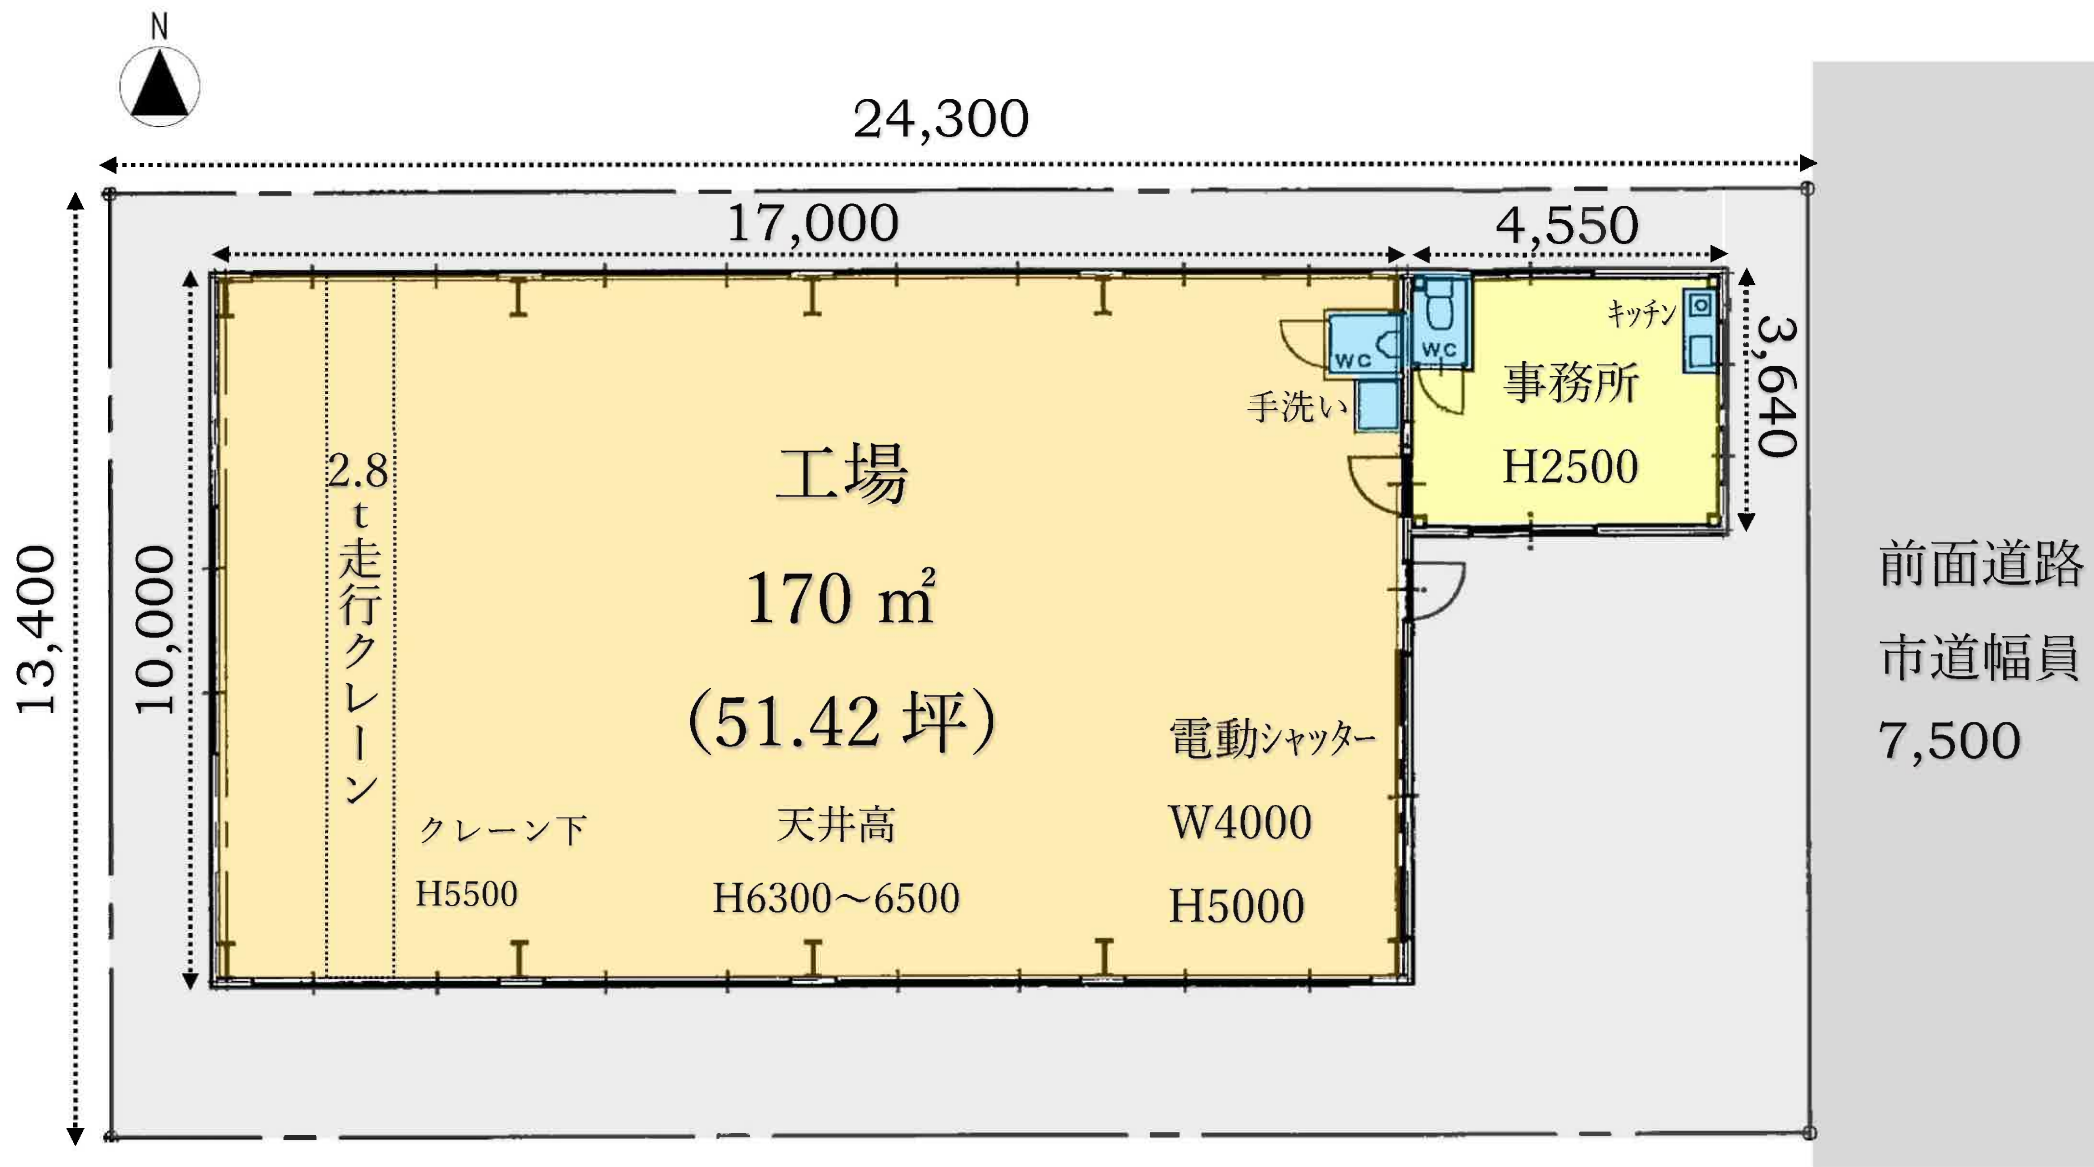 N
24,300
17,000
4,550
キッチン
3,640
WC
WC
事務所
手洗い
H2500
工場
2.8
t走行クレーン
170 ㎡
(51.42 坪)
13,400
10,000
前面道路
市道幅員
7,500
電動シャッター
W4000
H5000
クレーン下
H5500
天井高
H6300～6500